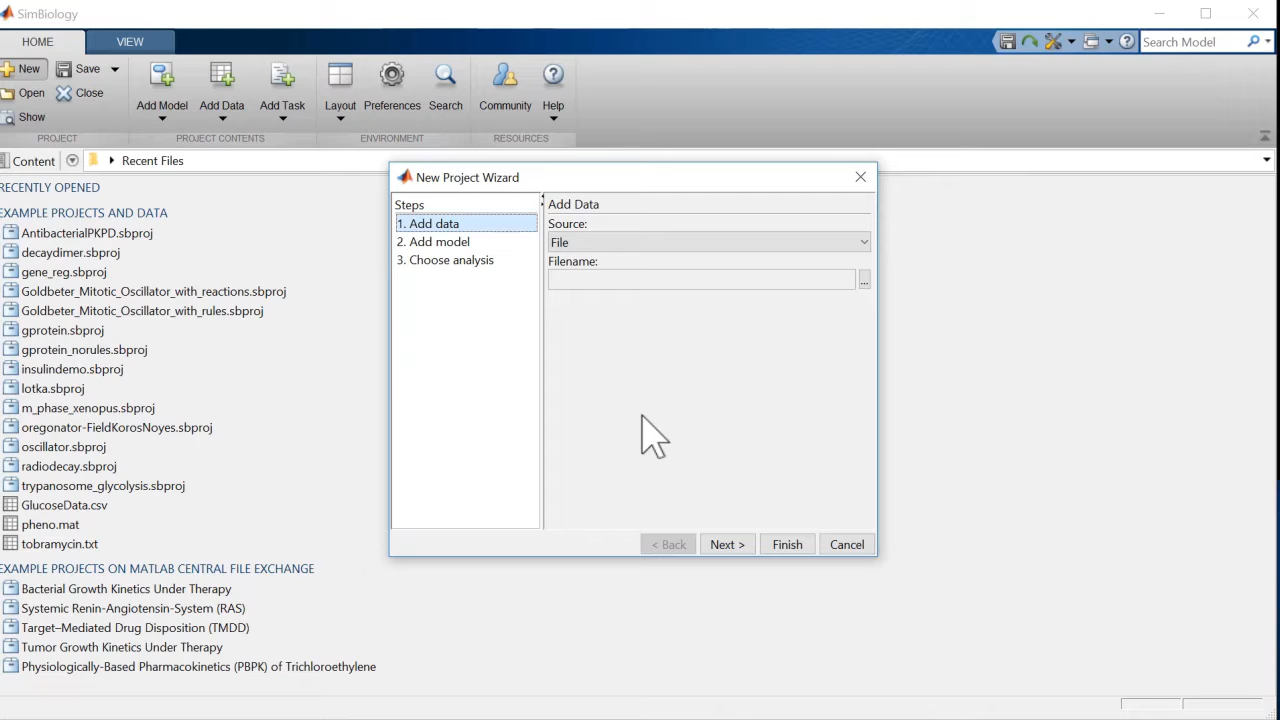 SimBiology
HOME
VIEW
Search Model
New
Save
Open
Close
Show
Add Model
Add Data
Add Task
Layout
Preferences
Search
Community
Help
PROJECT
PROJECT CONTENTS
ENVIRONMENT
RESOURCES
Content
Recent Files
RECENTLY OPENED
EXAMPLE PROJECTS AND DATA
AntibacterialPKPD.sbproj
decaydimer.sbproj
gene_reg.sbproj
Goldbeter_Mitotic_Oscillator_with_reactions.sbproj
Goldbeter_Mitotic_Oscillator_with_rules.sbproj
gprotein.sbproj
gprotein_norules.sbproj
insulindemo.sbproj
lotka.sbproj
m_phase_xenopus.sbproj
oregonator-FieldKorosNoyes.sbproj
oscillator.sbproj
radiodecay.sbproj
trypanosome_glycolysis.sbproj
GlucoseData.csv
pheno.mat
tobramycin.txt
EXAMPLE PROJECTS ON MATLAB CENTRAL FILE EXCHANGE
Bacterial Growth Kinetics Under Therapy
Systemic Renin-Angiotensin-System (RAS)
Target–Mediated Drug Disposition (TMDD)
Tumor Growth Kinetics Under Therapy
Physiologically-Based Pharmacokinetics (PBPK) of Trichloroethylene
New Project Wizard
Steps
1. Add data
2. Add model
3. Choose analysis
Add Data
Source:
File
Filename:
...
< Back
Next >
Finish
Cancel